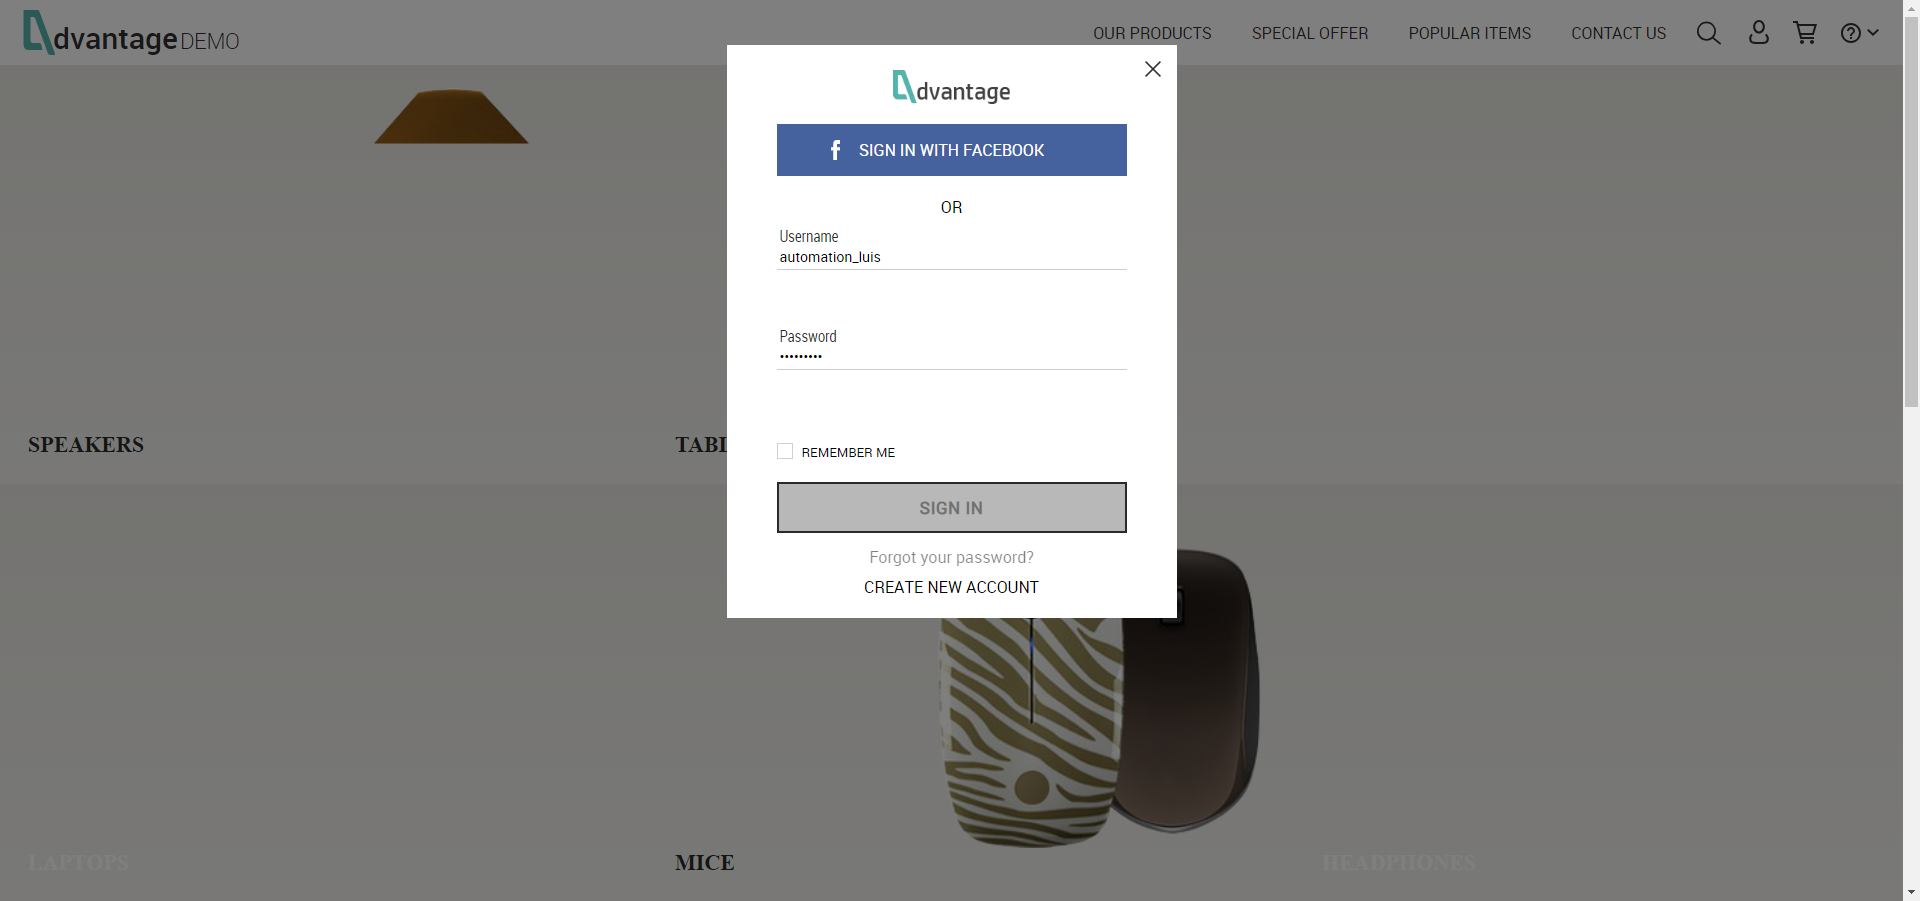 dvantage DEMO
OUR PRODUCTS
SPECIAL OFFER
POPULAR ITEMS
CONTACT US
dvantage
SIGN IN WITH FACEBOOK
OR
Username
automation_luis
Password
•••••••••
REMEMBER ME
SIGN IN
Forgot your password?
CREATE NEW ACCOUNT
SPEAKERS
LAPTOPS
MICE
HEADPHONES